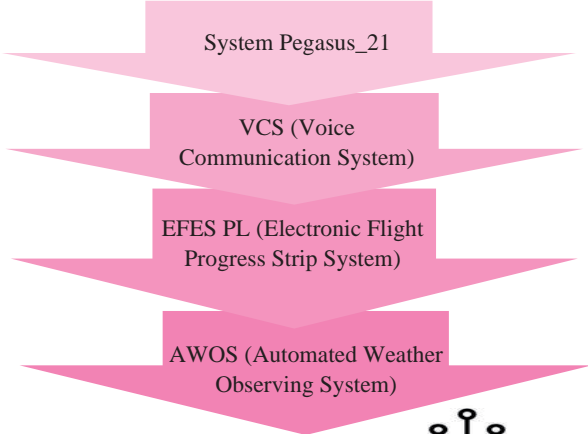 System Pegasus_21
VCS (Voice
Communication System)
EFES PL (Electronic Flight
Progress Strip System)
AWOS (Automated Weather
Observing System)